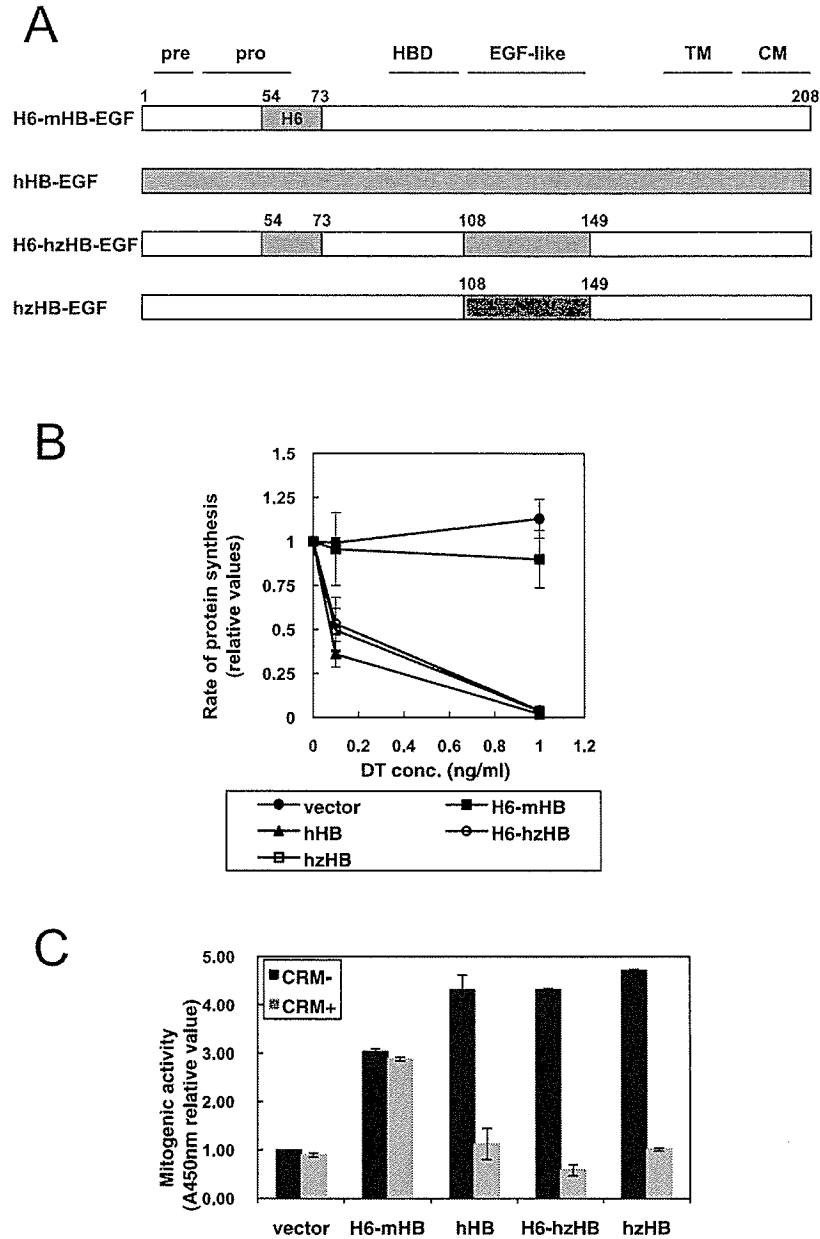 A
pre pro HBD EGF-like TM CM
1 54 73 208
H6-mHB-EGF H6
hHB-EGF
54 73 108 149
H6-hzHB-EGF
108 149
hzHB-EGF
B
Rate of protein synthesis
(relative values)
1.5
1.25
1
0.75
0.5
0.25
0
0 0.2 0.4 0.6 0.8 1 1.2
DT conc. (ng/ml)
vector H6-mHB
hHB H6-hzHB
hzHB
C
Mitogenic activity
(A450nm relative value)
5.00
4.00
3.00
2.00
1.00
0,00
CRM-
CRM+
vector H6-mHB hHB H6-hzHB hzHB